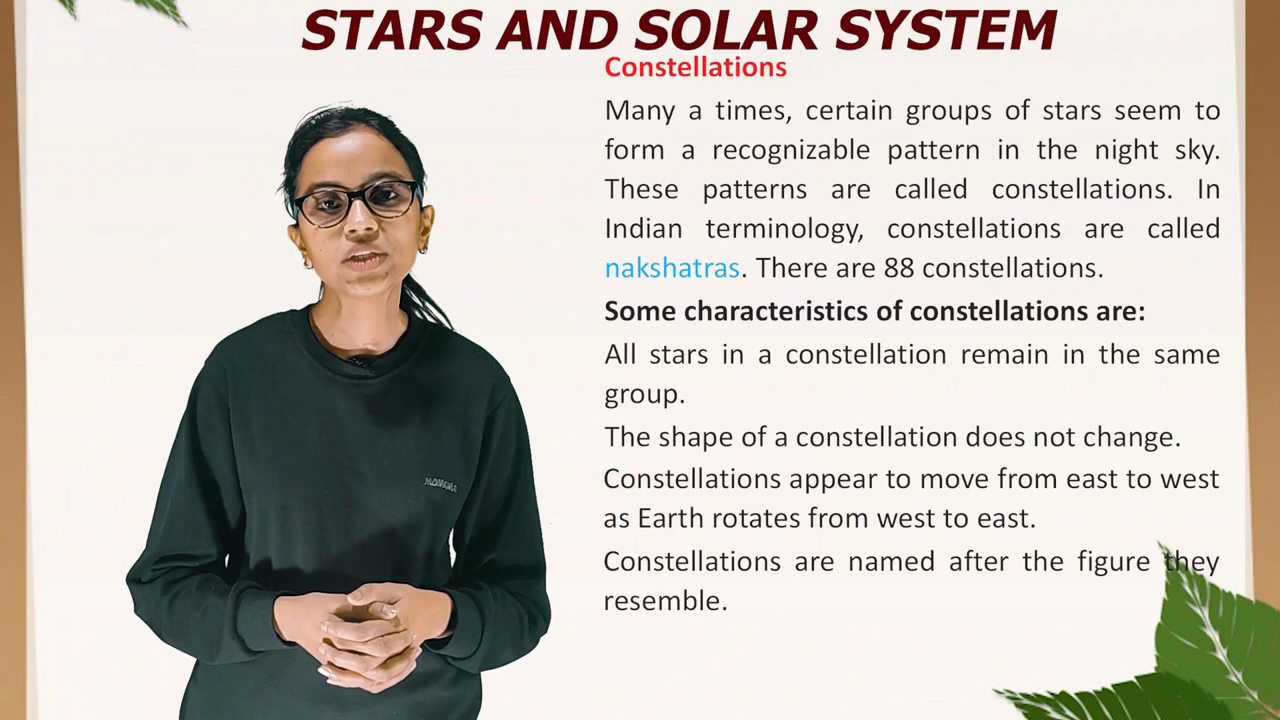 STARS AND SOLAR SYSTEM
Constellations
Many a times, certain groups of stars seem to
form a recognizable pattern in the night sky.
These patterns are called constellations. In
Indian terminology, constellations are called
nakshatras. There are 88 constellations.
Some characteristics of constellations are:
All stars in a constellation remain in the same
group.
The shape of a constellation does not change.
Constellations appear to move from east to west
as Earth rotates from west to east.
Constellations are named after the figure they
resemble.